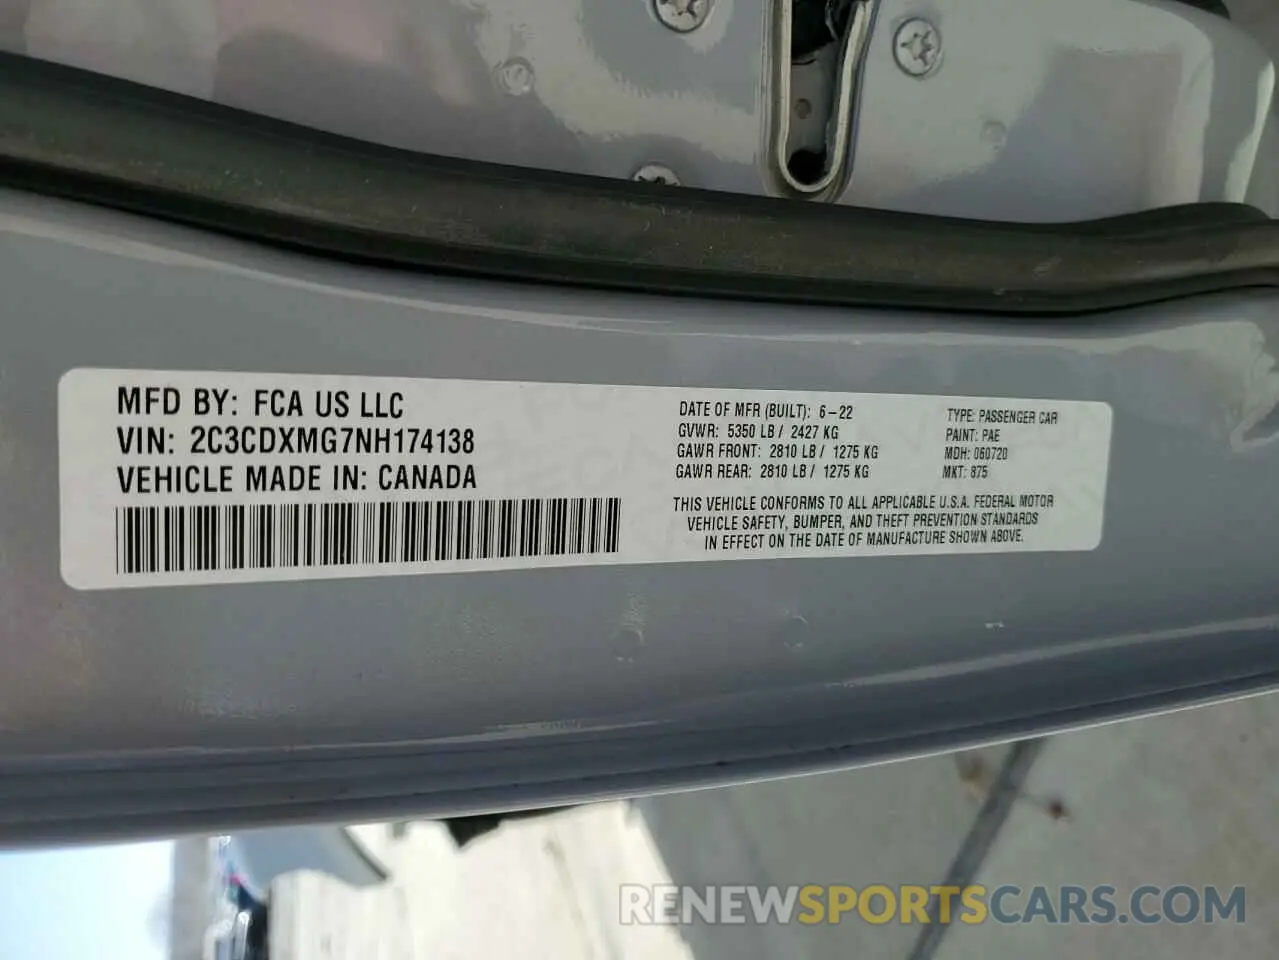 MFD BY: FCA US LLC
VIN: 2C3CDXMG7NH174138
VEHICLE MADE IN: CANADA
DATE OF MFR (BUILT): 6-22
GVWR: 5350 LB / 2427 KG
GAWR FRONT: 2810 LB / 1275 KG
GAWR REAR: 2810 LB / 1275 KG
TYPE: PASSENGER CAR
PAINT: PAE
MDH: 060720
MKT: 875
THIS VEHICLE CONFORMS TO ALL APPLICABLE U.S.A. FEDERAL MOTOR
VEHICLE SAFETY, BUMPER, AND THEFT PREVENTION STANDARDS
IN EFFECT ON THE DATE OF MANUFACTURE SHOWN ABOVE.
RENEWSPORTSCARS.COM